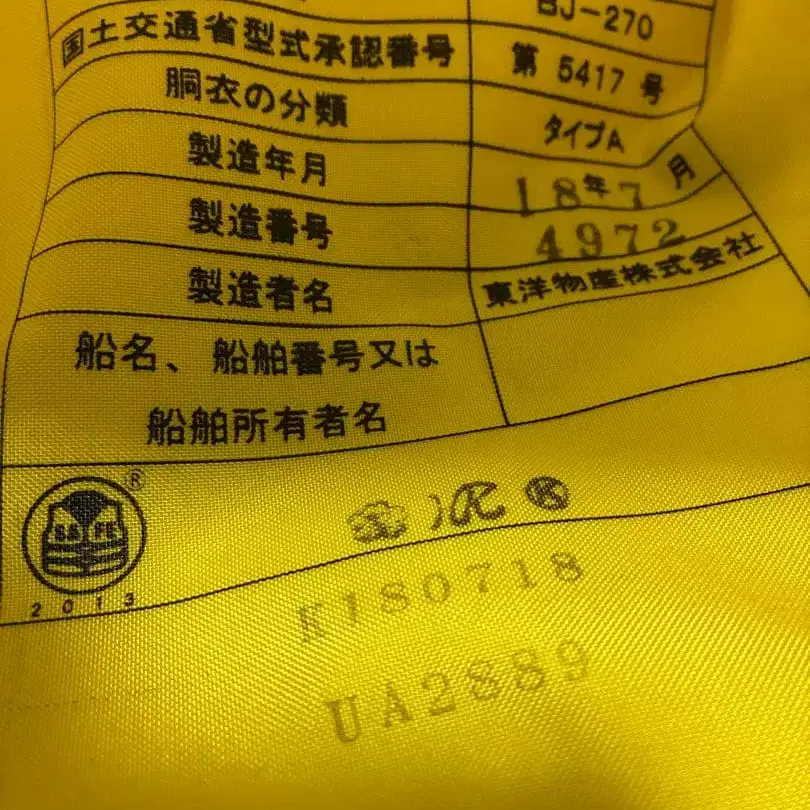 BJ-270
国土交通省型式承認番号 第 5417 号
胴衣の分類 タイプA
製造年月 18年7月
製造番号 4972
製造者名 東洋物産株式会社
船名、船舶番号又は
船舶所有者名
SAFE ®
2013
K180718
UA2889